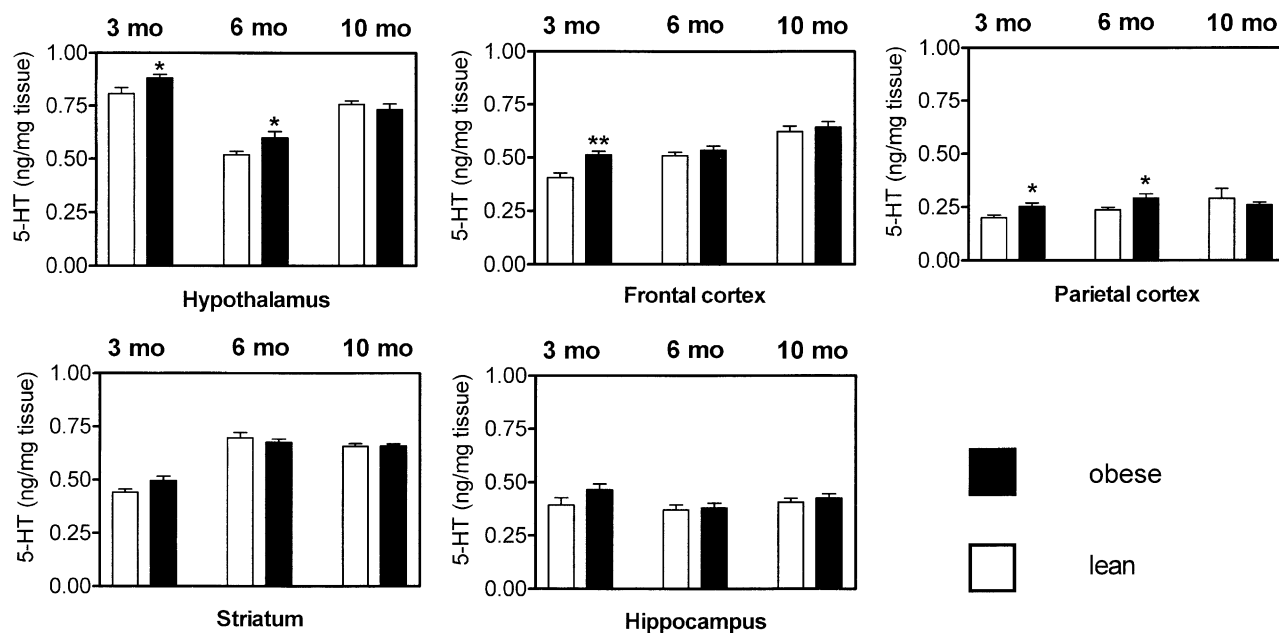 3 mo 6 mo 10 mo
5-HT (ng/mg tissue)
1.00
0.75
0.50
0.25
0.00
*
*
Hypothalamus
3 mo 6 mo 10 mo
5-HT (ng/mg tissue)
1.00
0.75
0.50
0.25
0.00
**
Frontal cortex
3 mo 6 mo 10 mo
5-HT (ng/mg tissue)
1.00
0.75
0.50
0.25
0.00
*
*
Parietal cortex
3 mo 6 mo 10 mo
5-HT (ng/mg tissue)
1.00
0.75
0.50
0.25
0.00
Striatum
3 mo 6 mo 10 mo
5-HT (ng/mg tissue)
1.00
0.75
0.50
0.25
0.00
Hippocampus
obese
lean